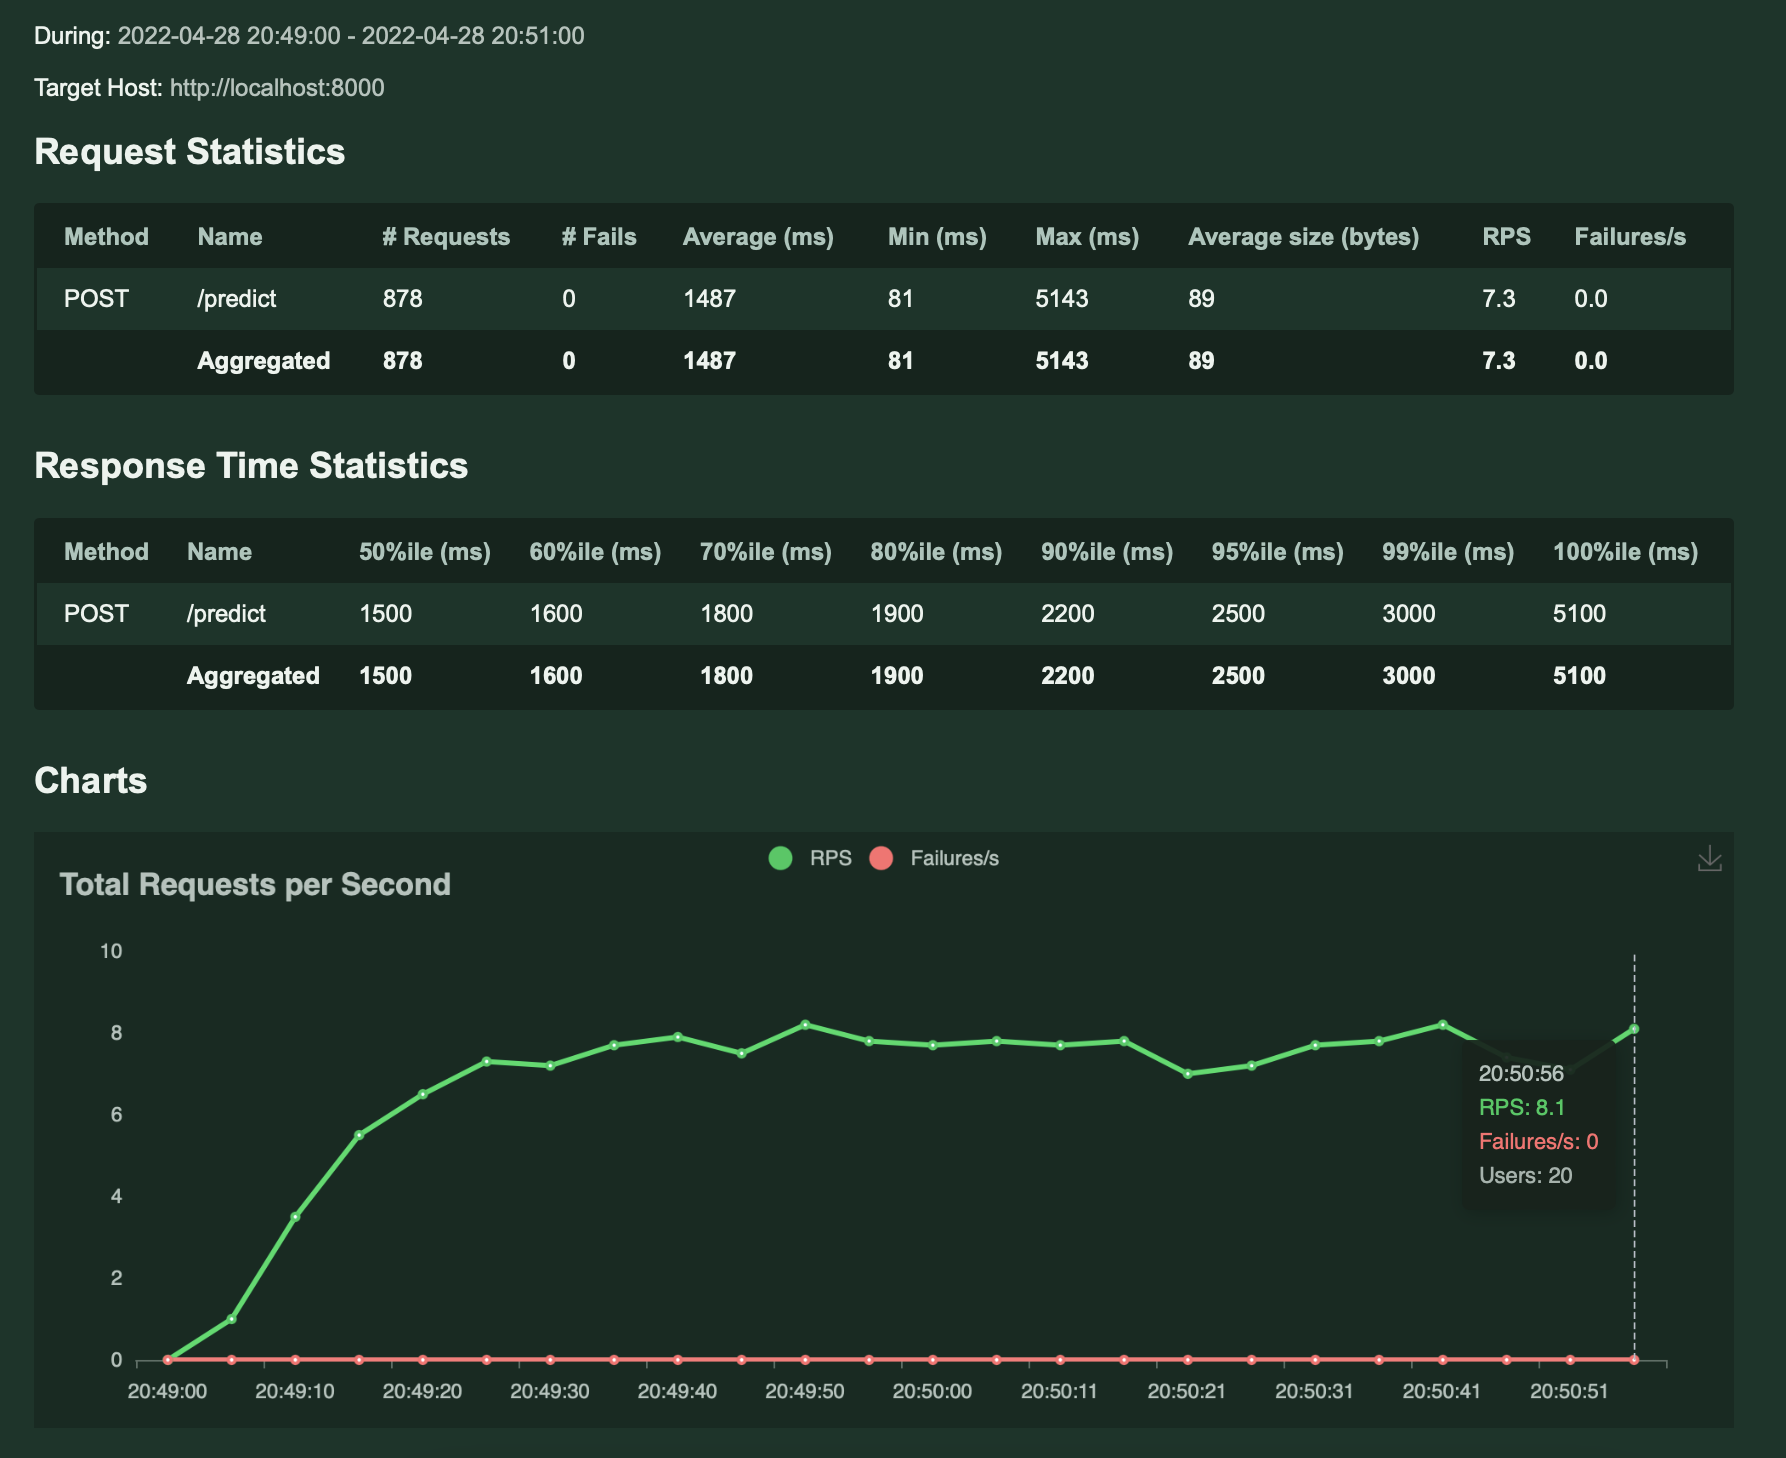 During: 2022-04-28 20:49:00 - 2022-04-28 20:51:00
Target Host: http://localhost:8000
Request Statistics
Method Name # Requests # Fails Average (ms) Min (ms) Max (ms) Average size (bytes) RPS Failures/s
POST /predict 878 0 1487 81 5143 89 7.3 0.0
Aggregated 878 0 1487 81 5143 89 7.3 0.0
Response Time Statistics
Method Name 50%ile (ms) 60%ile (ms) 70%ile (ms) 80%ile (ms) 90%ile (ms) 95%ile (ms) 99%ile (ms) 100%ile (ms)
POST /predict 1500 1600 1800 1900 2200 2500 3000 5100
Aggregated 1500 1600 1800 1900 2200 2500 3000 5100
Charts
RPS Failures/s
Total Requests per Second
10
8
6
4
2
0
20:50:56
RPS: 8.1
Failures/s: 0
Users: 20
20:49:00 20:49:10 20:49:20 20:49:30 20:49:40 20:49:50 20:50:00 20:50:11 20:50:21 20:50:31 20:50:41 20:50:51